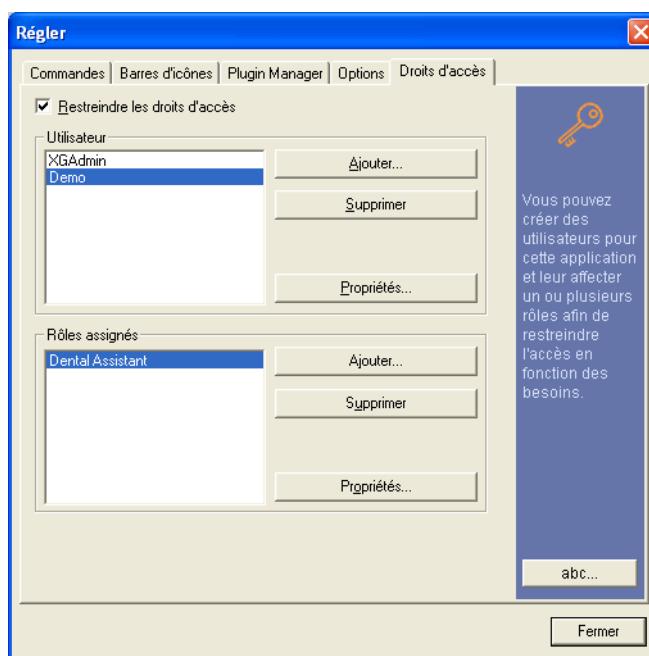 Régler
Commandes
Barres d'icônes
Plugin Manager
Options
Droits d'accès
Restreindre les droits d'accès
Utilisateur
XGAdmin
Demo
Ajouter...
Supprimer
Propriétés...
Rôles assignés
Dental Assistant
Ajouter...
Supprimer
Propriétés...
Vous pouvez
créer des
utilisateurs pour
cette application
et leur affecter
un ou plusieurs
rôles afin de
restreindre
l'accès en
fonction des
besoins.
abc...
Fermer